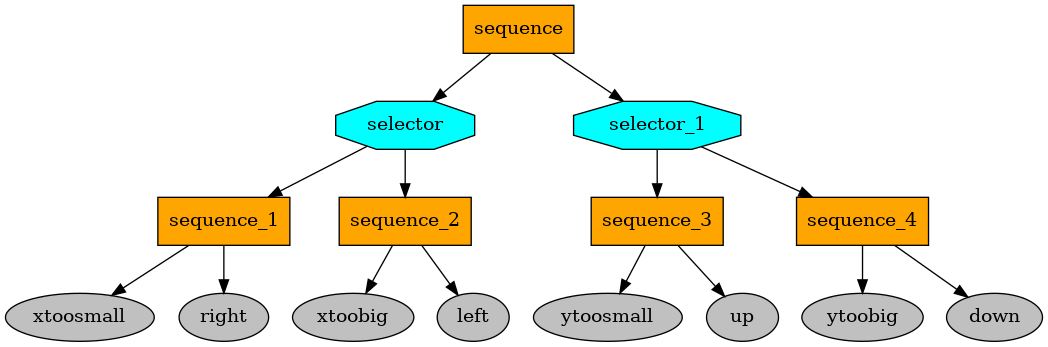 sequence
selector
selector_1
sequence_1
sequence_2
sequence_3
sequence_4
xtoosmall
right
xtoobig
left
ytoosmall
up
ytoobig
down